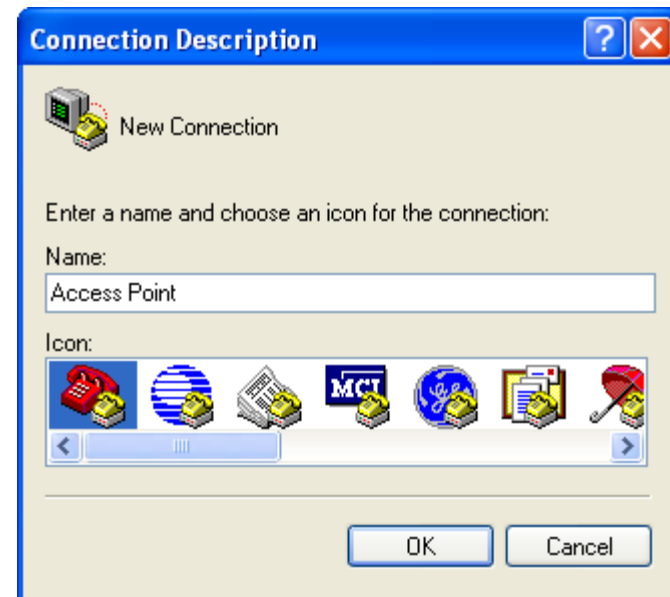 Connection Description
New Connection
Enter a name and choose an icon for the connection:
Name:
Access Point
Icon:
MCI
OK Cancel